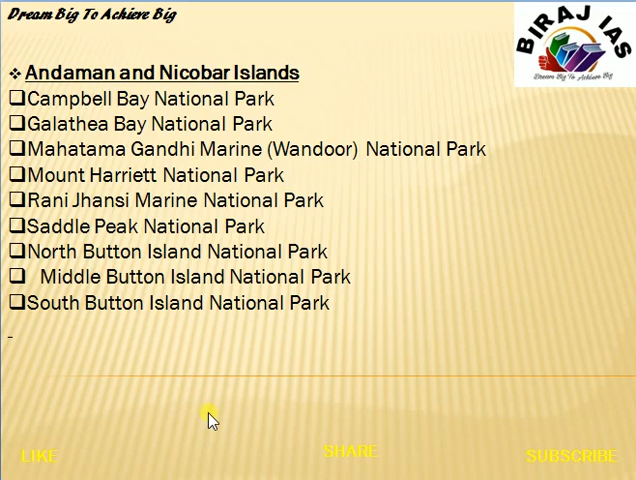 Dream Big To Achieve Big
BIRAJ IAS
Dream Big To Achieve Big
Andaman and Nicobar Islands
Campbell Bay National Park
Galathea Bay National Park
Mahatama Gandhi Marine (Wandoor) National Park
Mount Harriett National Park
Rani Jhansi Marine National Park
Saddle Peak National Park
North Button Island National Park
Middle Button Island National Park
South Button Island National Park
LIKE
SHARE
SUBSCRIBE